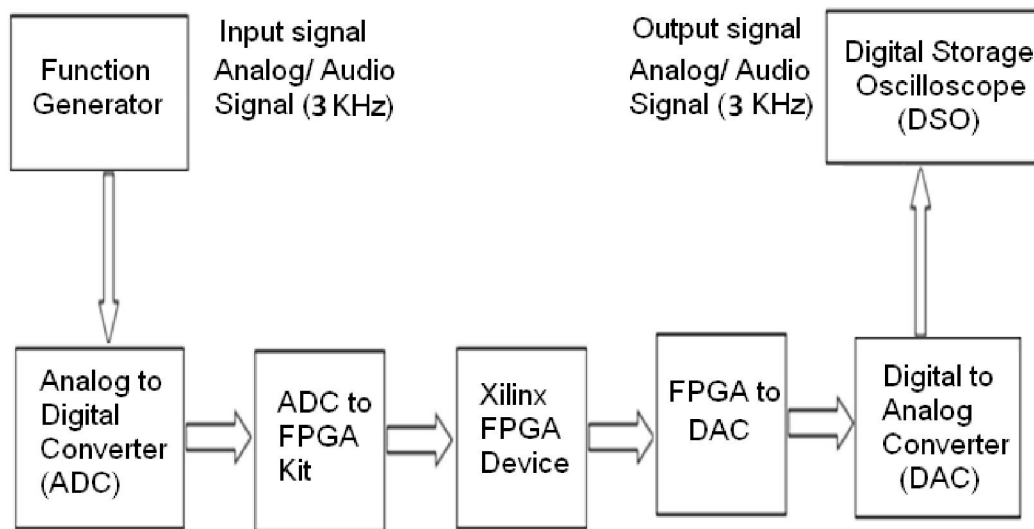 Function
Generator
Input signal
Analog/ Audio
Signal (3 KHz)
Output signal
Analog/ Audio
Signal (3 KHz)
Digital Storage
Oscilloscope
(DSO)
Analog to
Digital
Converter
(ADC)
ADC to
FPGA
Kit
Xilinx
FPGA
Device
FPGA to
DAC
Digital to
Analog
Converter
(DAC)